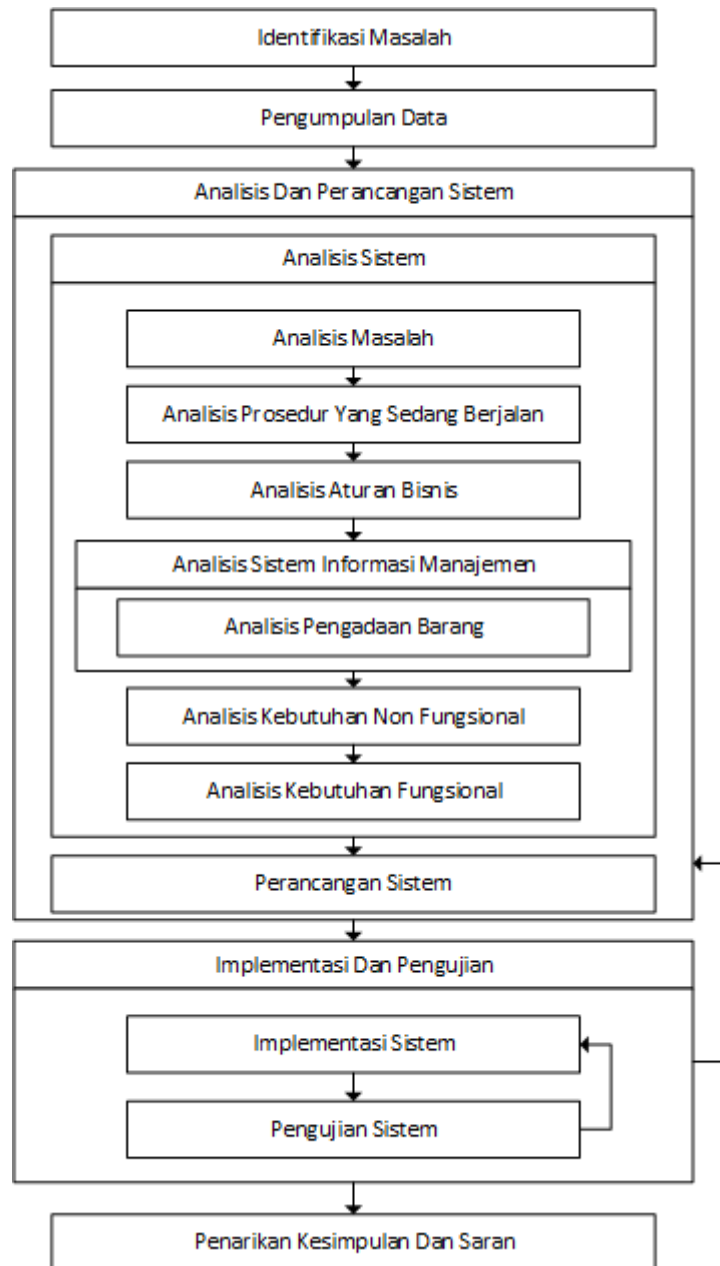 Identifikasi Masalah
Pengumpulan Data
Analisis Dan Perancangan Sistem
Analisis Sistem
Analisis Masalah
Analisis Prosedur Yang Sedang Berjalan
Analisis Aturan Bisnis
Analisis Sistem Informasi Manajemen
Analisis Pengadaan Barang
Analisis Kebutuhan Non Fungsional
Analisis Kebutuhan Fungsional
Perancangan Sistem
Implementasi Dan Pengujian
Implementasi Sistem
Pengujian Sistem
Penarikan Kesimpulan Dan Saran